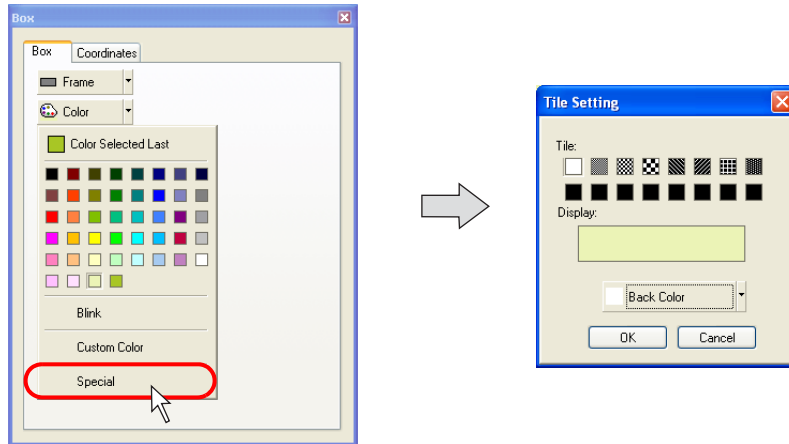 Box
Box
Coordinates
Frame
Color
Color Selected Last
Blink
Custom Color
Special
Tile Setting
Tile:
Display:
Back Color
OK
Cancel